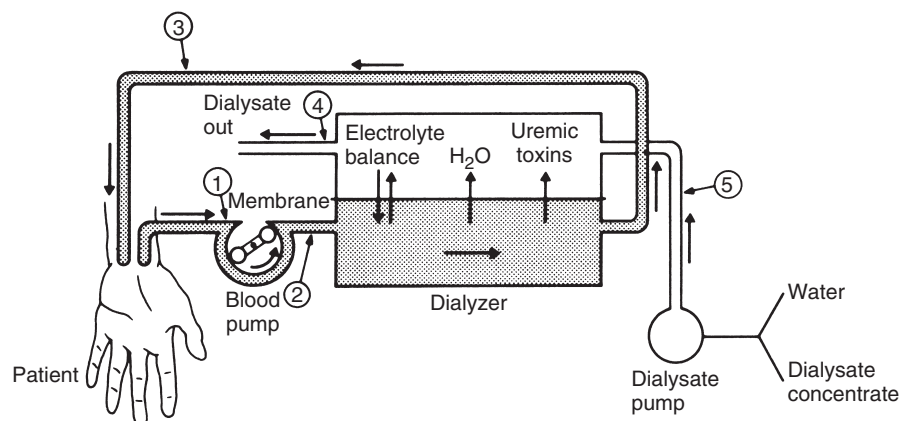 3
Dialysate
out
4
Electrolyte
balance
H₂O
Uremic
toxins
1
Membrane
5
2
Blood
pump
Dialyzer
Water
Patient
Dialysate
pump
Dialysate
concentrate